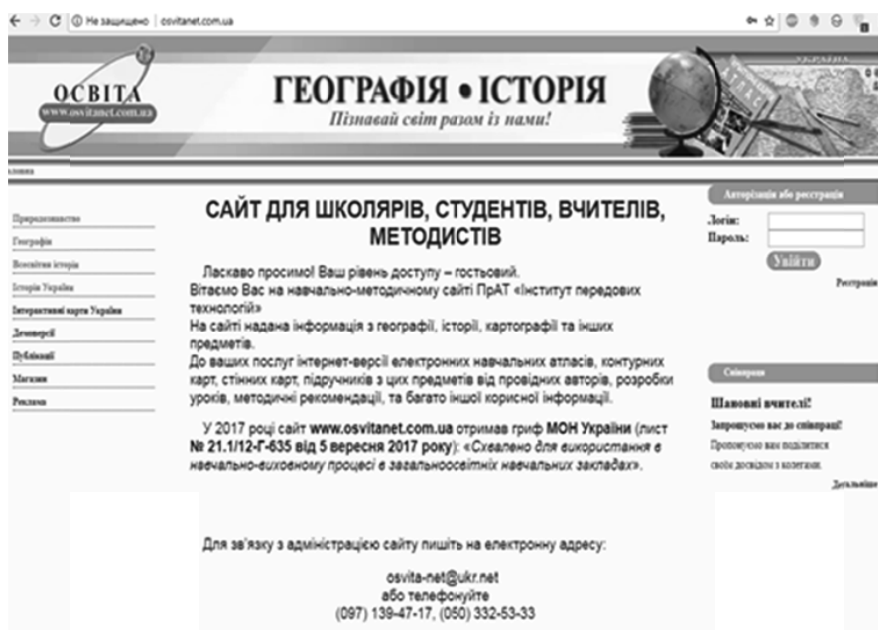 Не защищено | osvitanet.com.ua
ОСВІТА
www.osvitanet.com.ua
ГЕОГРАФІЯ • ІСТОРІЯ
Пізнавай світ разом із нами!
УКРАЇНА
АТЛАС
Природознавство
Географія
Всесвітня історія
Історія України
Інтерактивні карти України
Демоверсії
Публікації
Магазин
Реклама
САЙТ ДЛЯ ШКОЛЯРІВ, СТУДЕНТІВ, ВЧИТЕЛІВ,
МЕТОДИСТІВ
Ласкаво просимо! Ваш рівень доступу – гостьовий.
Вітаємо Вас на навчально-методичному сайті ПрАТ «Інститут передових
технологій»
На сайті надана інформація з географії, історії, картографії та інших
предметів.
До ваших послуг інтернет-версії електронних навчальних атласів, контурних
карт, стінних карт, підручників з цих предметів від провідних авторів, розробки
уроків, методичні рекомендації, та багато іншої корисної інформації.
У 2017 році сайт www.osvitanet.com.ua отримав гриф МОН України (лист
№ 21.1/12-Г-635 від 5 вересня 2017 року): «Схвалено для використання в
навчально-виховному процесі в загальноосвітніх навчальних закладах».
Для зв'язку з адміністрацією сайту пишіть на електронну адресу:
osvita-net@ukr.net
або телефонуйте
(097) 139-47-17, (050) 332-53-33
Авторізація або реєстрація
Логін:
Пароль:
Увійти
Реєстрація
Співпраця
Шановні вчителі!
Запрошуємо вас до співпраці!
Пропонуємо вам поділитися
своїм досвідом з колегами.
Детальніше